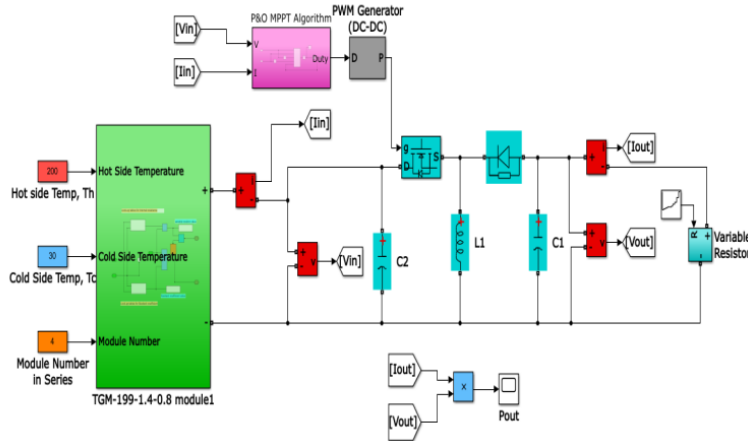 P&O MPPT Algorithm
PWM Generator
(DC-DC)
[Vin]
V
[Iin]
I
Duty
D
P
[Iin]
200
Hot Side Temperature
Hot side Temp, Th
+
+
-
i
g
D
S
+
-
i
[Iout]
30
Cold Side Temperature
Cold Side Temp, Tc
+
-
v
[Vin]
C2
L1
C1
+
-
v
[Vout]
R
+
-
Variable
Resistor
4
Module Number
Module Number
in Series
-
TGM-199-1.4-0.8 module1
[Iout]
[Vout]
x
Pout